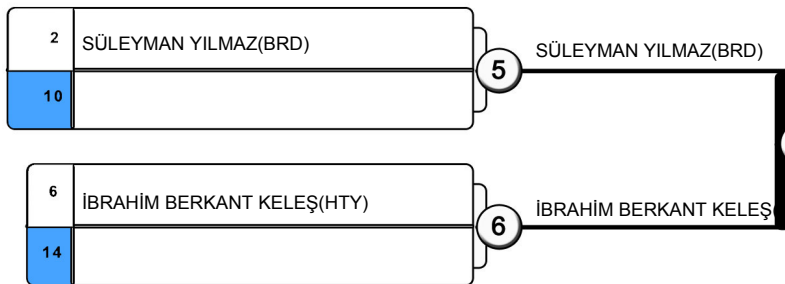 2
SÜLEYMAN YILMAZ(BRD)
10
5
SÜLEYMAN YILMAZ(BRD)
6
İBRAHİM BERKANT KELEŞ(HTY)
14
6
İBRAHİM BERKANT KELEŞ(